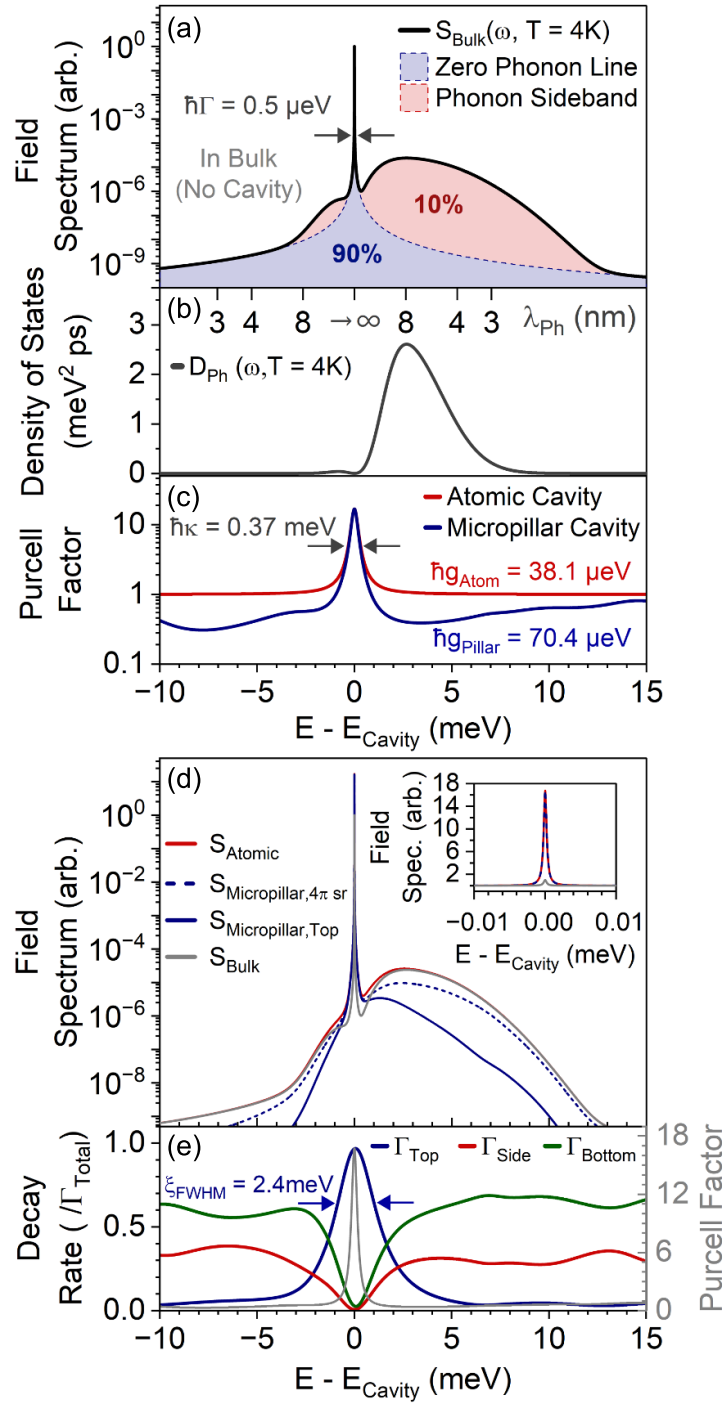 (a)
S_Bulk(ω, T = 4K)
Zero Phonon Line
Phonon Sideband
ħΓ = 0.5 µeV
In Bulk
(No Cavity)
10%
90%
Field
Spectrum (arb.)
10^0
10^-3
10^-6
10^-9
(b)
3 4 8 →∞ 8 4 3 λ_Ph (nm)
D_Ph (ω,T = 4K)
Density of States
(meV² ps)
3
2
1
0
(c)
Atomic Cavity
Micropillar Cavity
ħκ = 0.37 meV
ħg_Atom = 38.1 µeV
ħg_Pillar = 70.4 µeV
Purcell
Factor
10
1
0.1
−10 −5 0 5 10 15
E - E_Cavity (meV)
(d)
S_Atomic
S_Micropillar,4π sr
S_Micropillar,Top
S_Bulk
Field
Spectrum (arb.)
10^0
10^-2
10^-4
10^-6
10^-8
Field
Spec. (arb.)
18
16
14
12
10
8
6
4
2
−0.01 0.00 0.01
E - E_Cavity (meV)
(e)
Γ_Top Γ_Side Γ_Bottom
ξ_FWHM = 2.4meV
Decay
Rate ( /Γ_Total)
1.0
0.5
0.0
18
12
6
0
Purcell Factor
−10 −5 0 5 10 15
E - E_Cavity (meV)